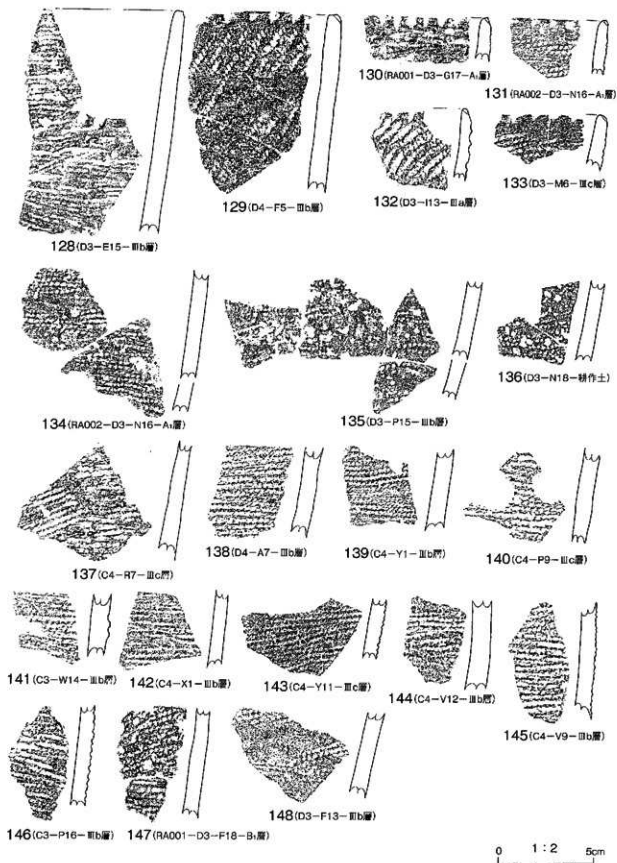 130(RA001-D3-G17-A₁層)
131(RA002-D3-N16-A₁層)
132(D3-I13-Ⅲa層)
133(D3-M6-Ⅲc層)
128(D3-E15-Ⅲb層)
129(D4-F5-Ⅲb層)
134(RA002-D3-N16-A₁層)
135(D3-P15-Ⅲb層)
136(D3-N18-耕作土)
137(C4-R7-Ⅲc層)
138(D4-A7-Ⅲb層)
139(C4-Y1-Ⅲb層)
140(C4-P9-Ⅲc層)
141(C3-W14-Ⅲb層)
142(C4-X1-Ⅲb層)
143(C4-Y11-Ⅲc層)
144(C4-V12-Ⅲb層)
145(C4-V9-Ⅲb層)
146(C3-P16-Ⅲb層)
147(RA001-D3-F18-B₁層)
148(D3-F13-Ⅲb層)
1:2
0 5cm